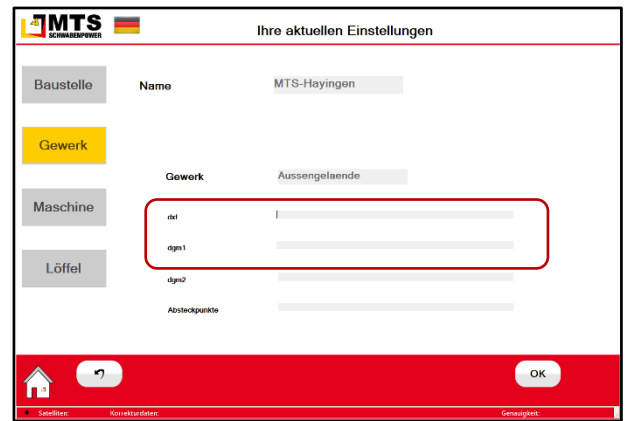 MTS
SCHWABENPOWER
Ihre aktuellen Einstellungen
Baustelle
Name
MTS-Hayingen
Gewerk
Gewerk
Aussengelaende
Maschine
dxf
dgm1
Löffel
dgm2
Absteckpunkte
OK
Satelliten:
Korrekturdaten:
Genauigkeit: